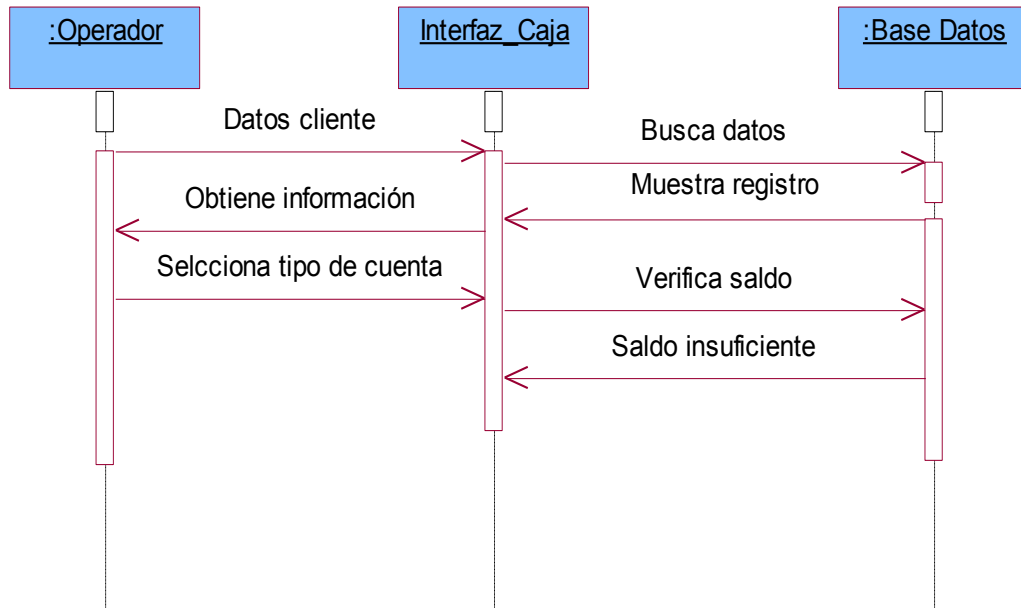 :Operador
Interfaz_Caja
:Base Datos
Datos cliente
Busca datos
Muestra registro
Obtiene información
Selcciona tipo de cuenta
Verifica saldo
Saldo insuficiente